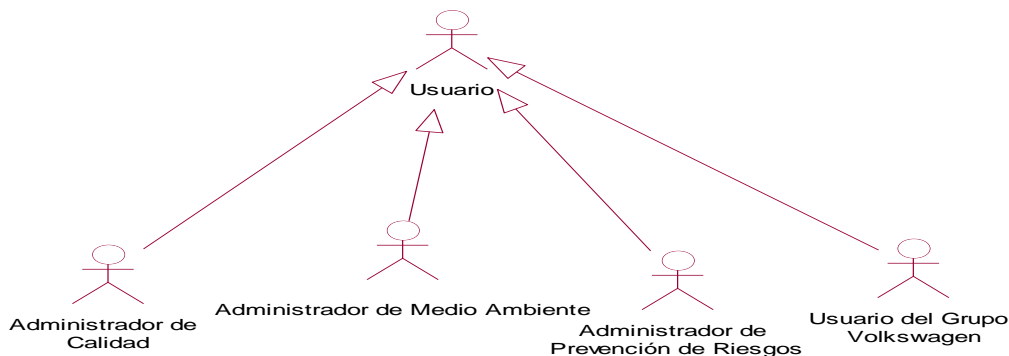 Usuario
Administrador de
Calidad
Administrador de Medio Ambiente
Administrador de
Prevención de Riesgos
Usuario del Grupo
Volkswagen